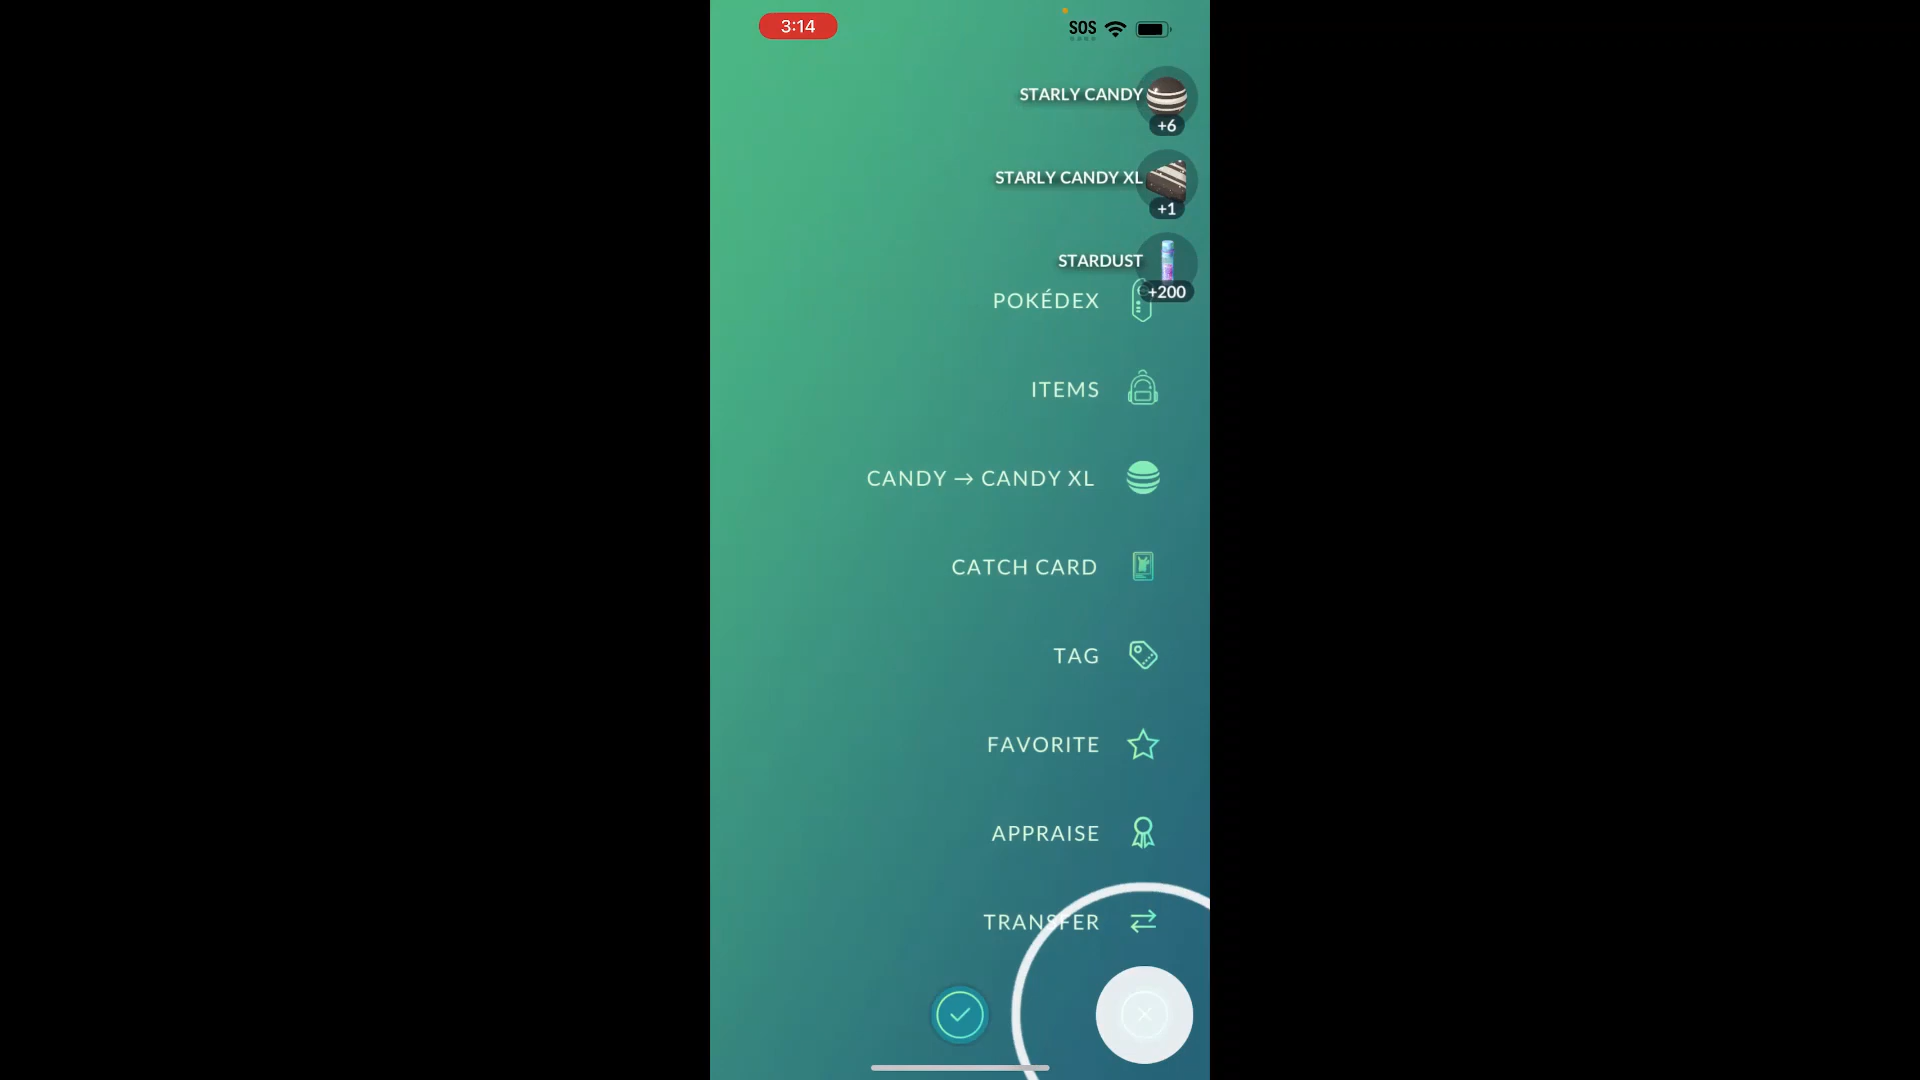 3:14
SOS
STARLY CANDY
+6
STARLY CANDY XL
+1
STARDUST
+200
POKÉDEX
ITEMS
CANDY → CANDY XL
CATCH CARD
TAG
FAVORITE
APPRAISE
TRANSFER